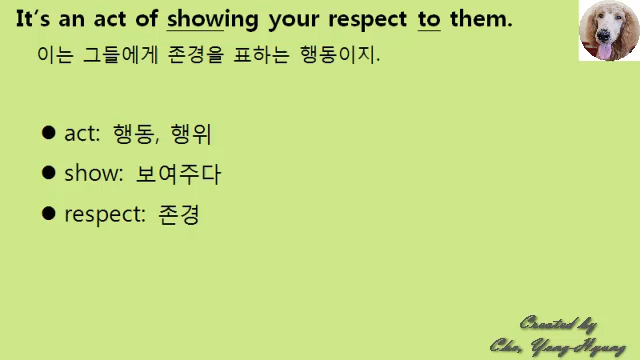 It's an act of showing your respect to them.
이는 그들에게 존경을 표하는 행동이지.
● act: 행동, 행위
● show: 보여주다
● respect: 존경
Created by
Cho, Yong-Hyung